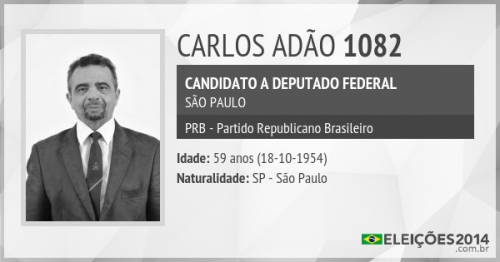 CARLOS ADÃO 1082
CANDIDATO A DEPUTADO FEDERAL
SÃO PAULO
PRB - Partido Republicano Brasileiro
Idade: 59 anos (18-10-1954)
Naturalidade: SP - São Paulo
ELEIÇÕES2014
.com.br